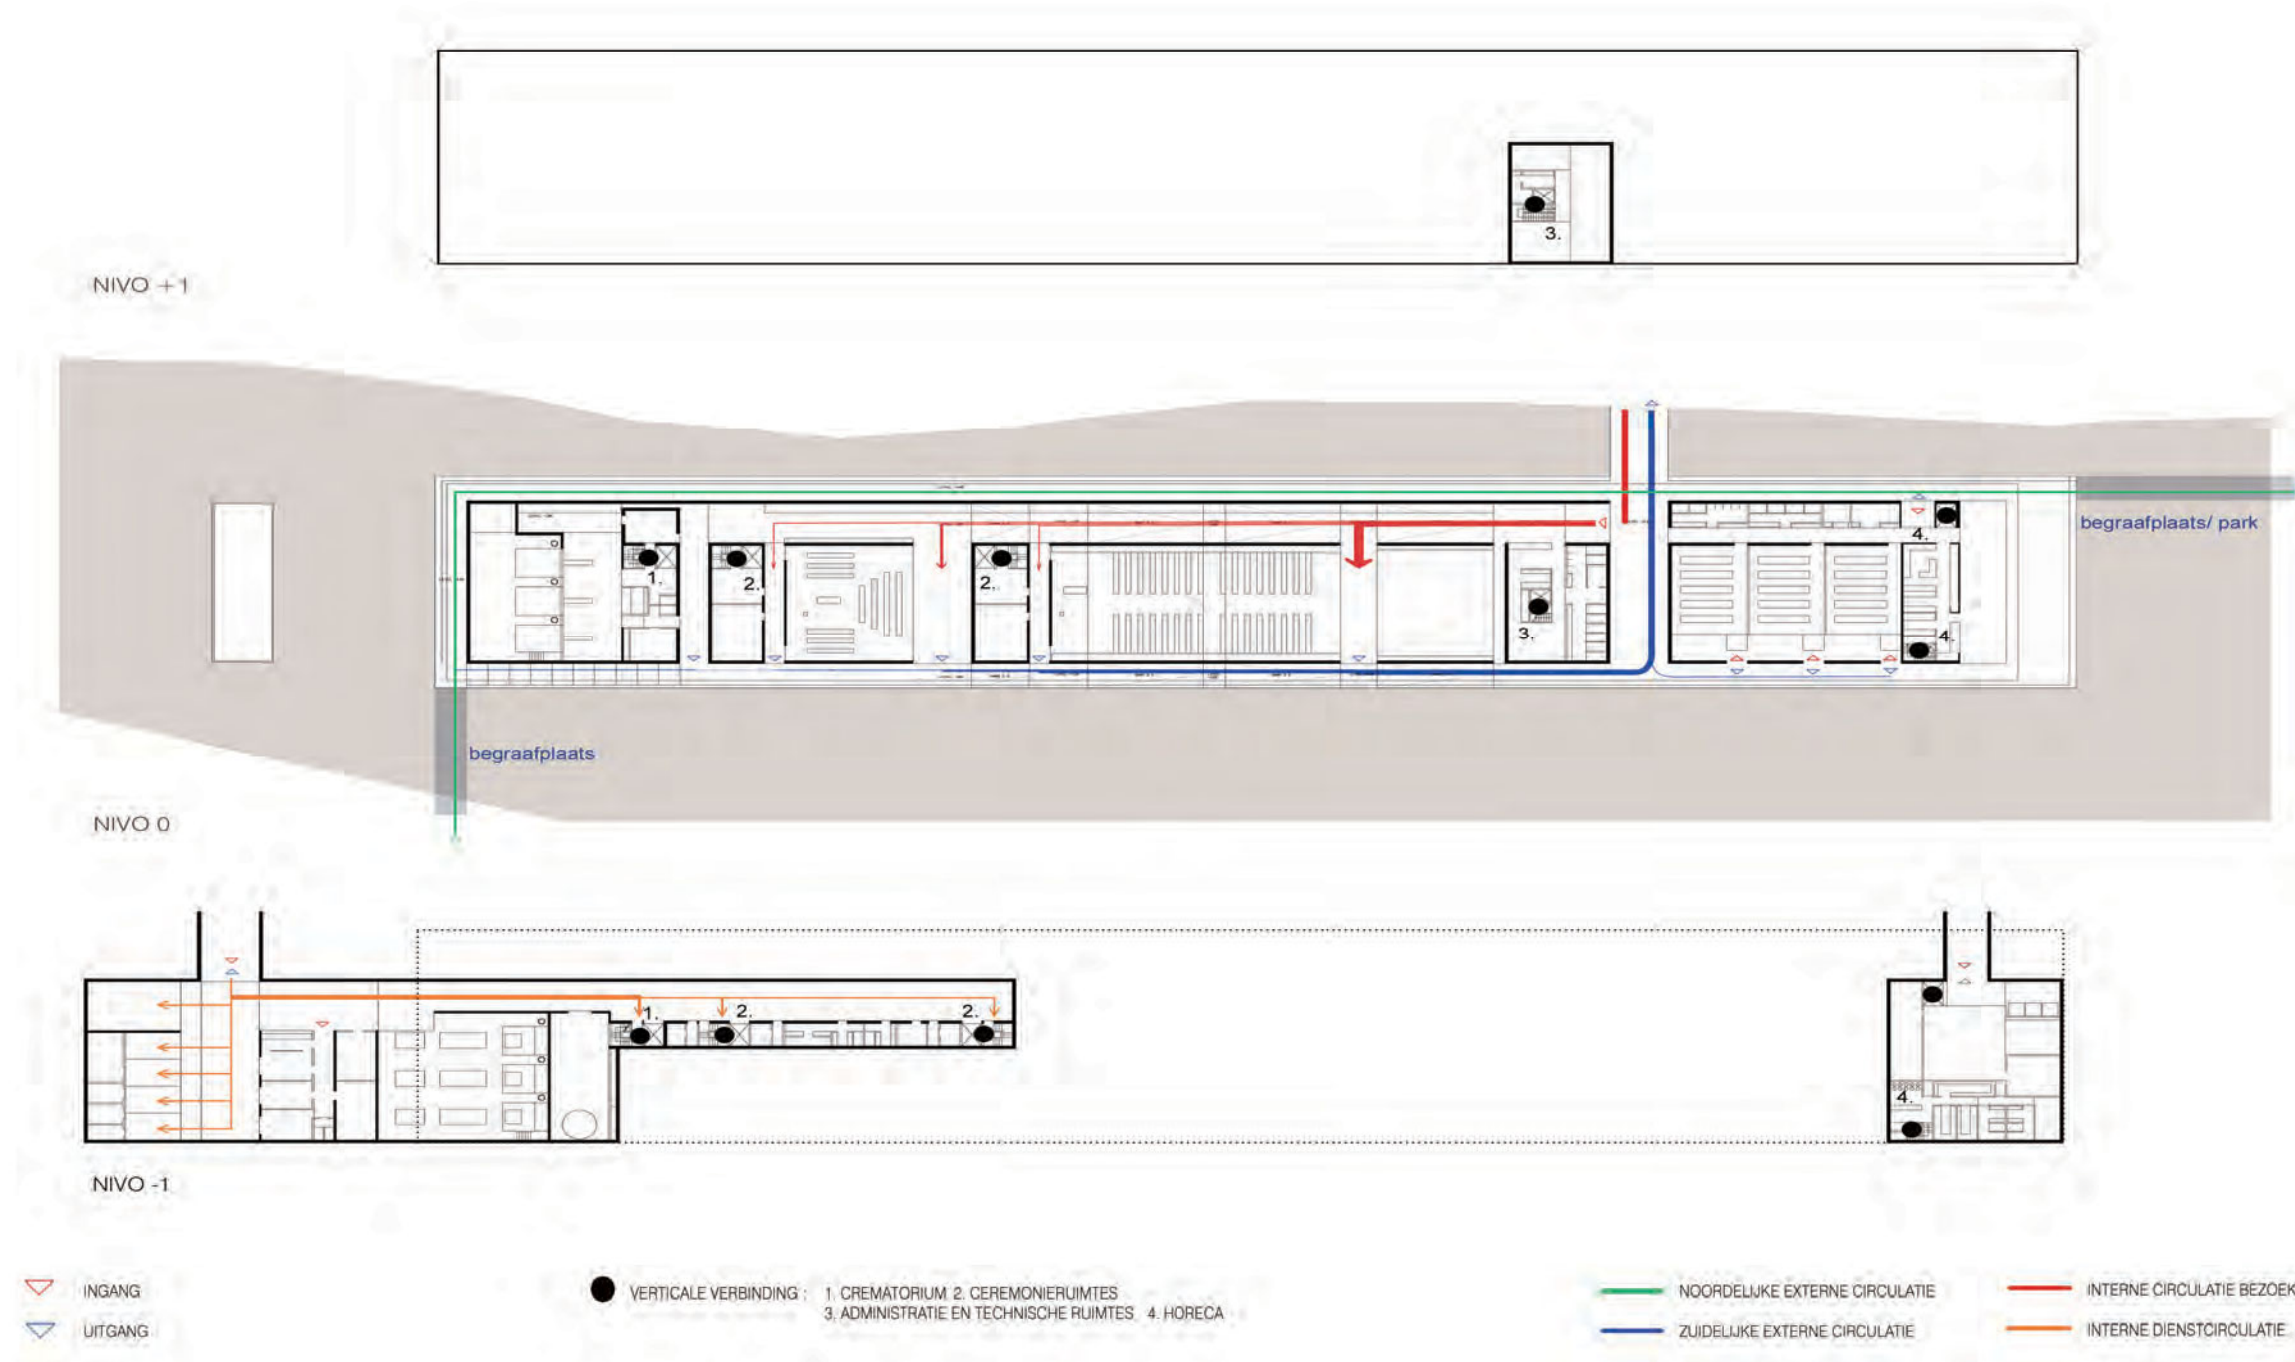 3.
NIVO +1
begraafplaats/ park
4.
1.
2.
2.
3.
4.
begraafplaats
NIVO 0
1.
2.
2.
4.
NIVO -1
INGANG
UITGANG
VERTICALE VERBINDING : 1. CREMATORIUM 2. CEREMONIERUIMTES
3. ADMINISTRATIE EN TECHNISCHE RUIMTES 4. HORECA
NOORDELIJKE EXTERNE CIRCULATIE
ZUIDELIJKE EXTERNE CIRCULATIE
INTERNE CIRCULATIE BEZOEK
INTERNE DIENSTCIRCULATIE